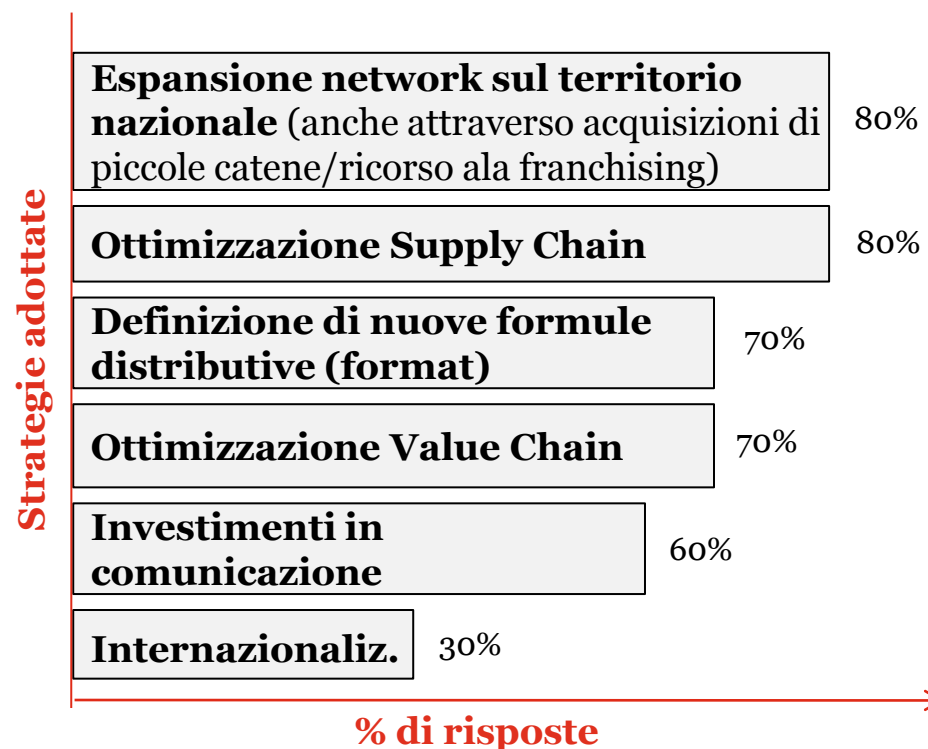 Strategie adottate
Espansione network sul territorio
nazionale (anche attraverso acquisizioni di
piccole catene/ricorso ala franchising)
80%
Ottimizzazione Supply Chain
80%
Definizione di nuove formule
distributive (format)
70%
Ottimizzazione Value Chain
70%
Investimenti in
comunicazione
60%
Internazionaliz.
30%
% di risposte